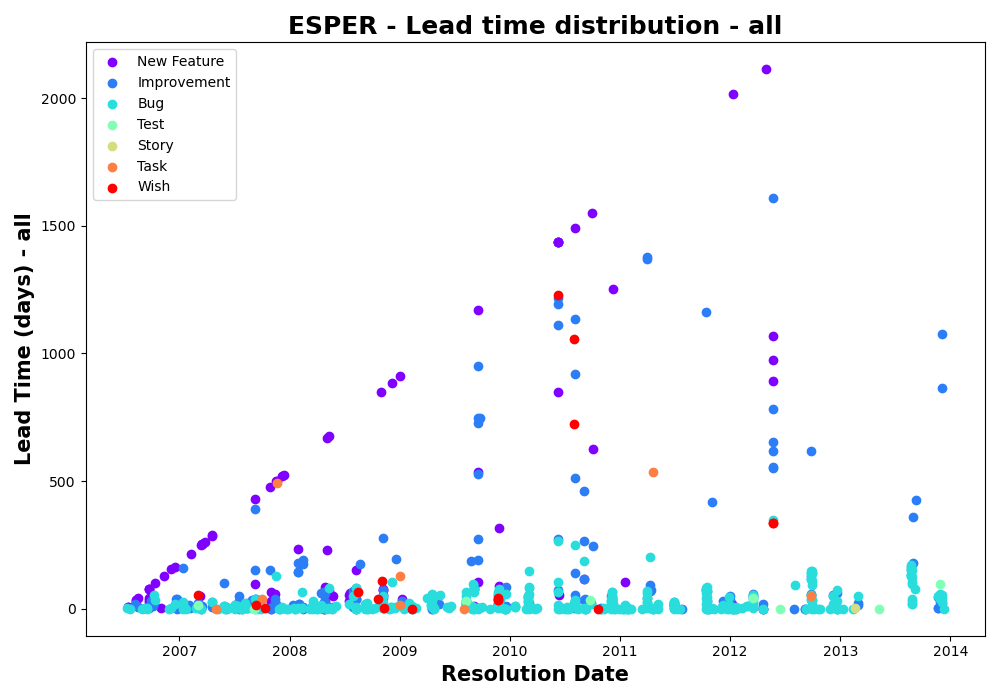 ESPER - Lead time distribution - all
New Feature
Improvement
Bug
Test
Story
Task
Wish
Lead Time (days) - all
2000
1500
1000
500
0
2007 2008 2009 2010 2011 2012 2013 2014
Resolution Date